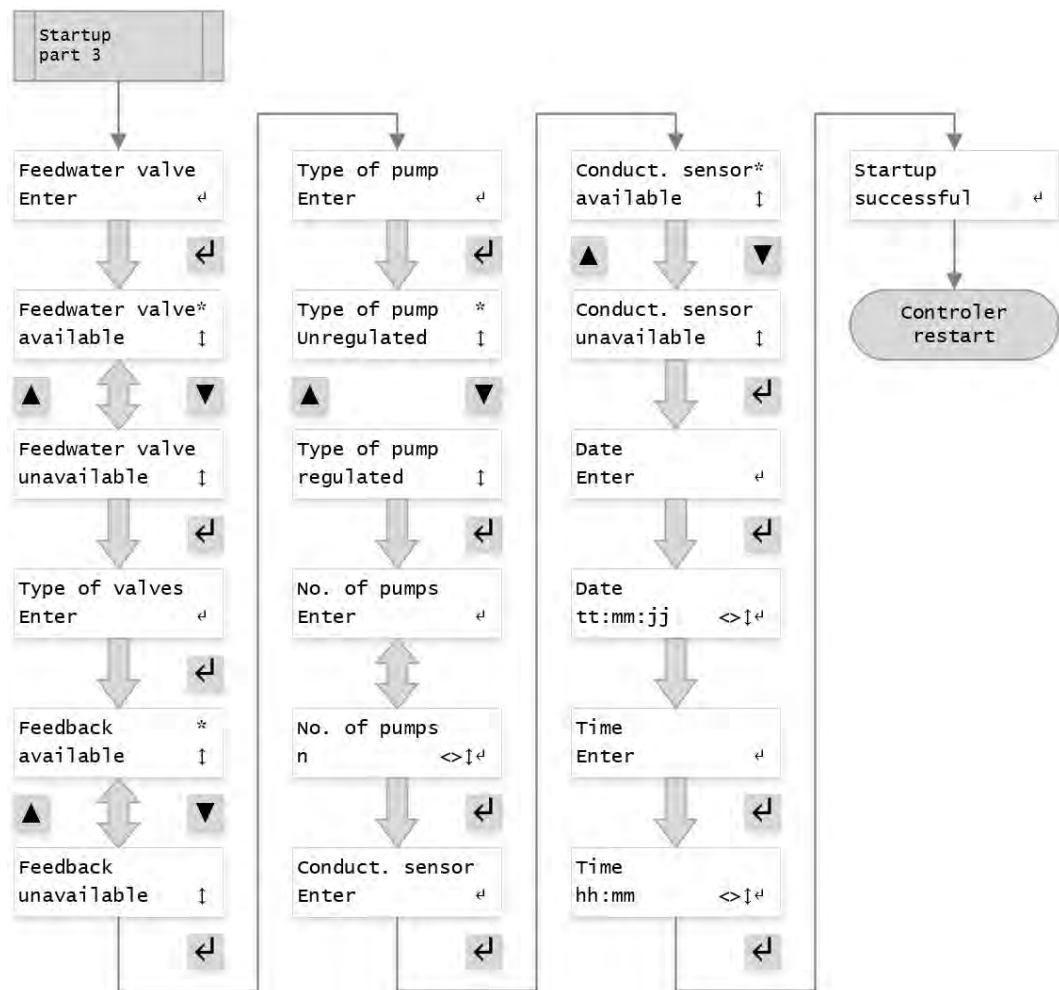 Startup
part 3
Feedwater valve
Enter ↵
Feedwater valve*
available ↕
▲ ▼
Feedwater valve
unavailable ↕
↵
Type of valves
Enter ↵
↵
Feedback *
available ↕
▲ ▼
Feedback
unavailable ↕
↵
Type of pump
Enter ↵
↵
Type of pump *
Unregulated ↕
▲ ▼
Type of pump
regulated ↕
↵
No. of pumps
Enter ↵
No. of pumps
n <>↕↵
↵
Conduct. sensor
Enter ↵
Conduct. sensor*
available ↕
▲ ▼
Conduct. sensor
unavailable ↕
↵
Date
Enter ↵
↵
Date
tt:mm:jj <>↕↵
Time
Enter ↵
↵
Time
hh:mm <>↕↵
↵
Startup
successful ↵
Controler
restart